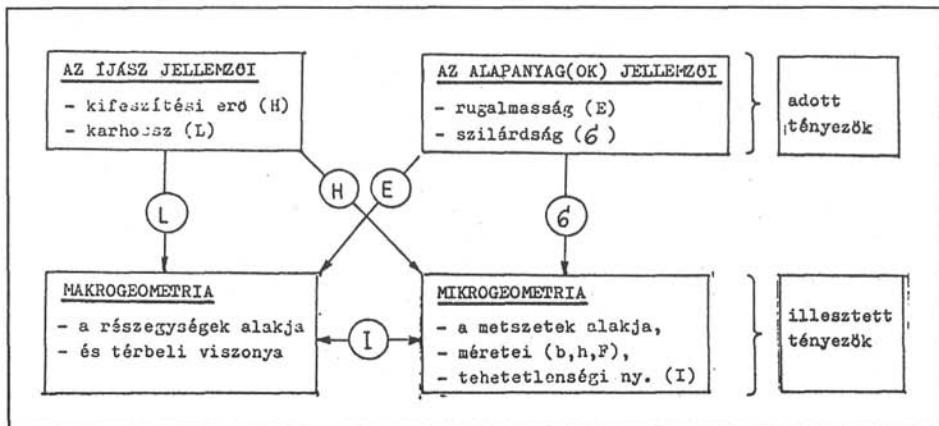 AZ ÍJÁSZ JELLEMZŐI
- kifeszítési erő (H)
- karhossz (L)
AZ ALAPANYAG(OK) JELLEMZŐI
- rugalmasság (E)
- szilárdság (б)
adott
tényezők
H
E
L
б
MAKROGEOMETRIA
- a részegységek alakja
- és térbeli viszonya
I
MIKROGEOMETRIA
- a metszetek alakja,
- méretei (b,h,F),
- tehetetlenségi ny. (I)
illesztett
tényezők